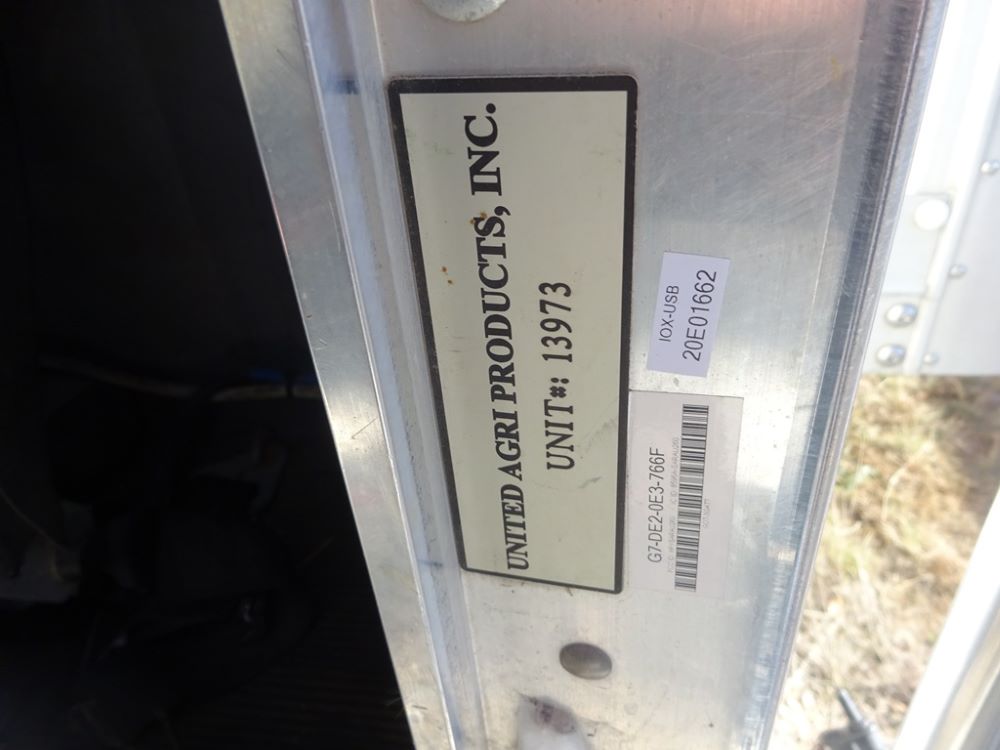 UNITED AGRI PRODUCTS, INC.
UNIT#: 13973
IOX-USB
20E01662
G7-DE2-0E3-766F